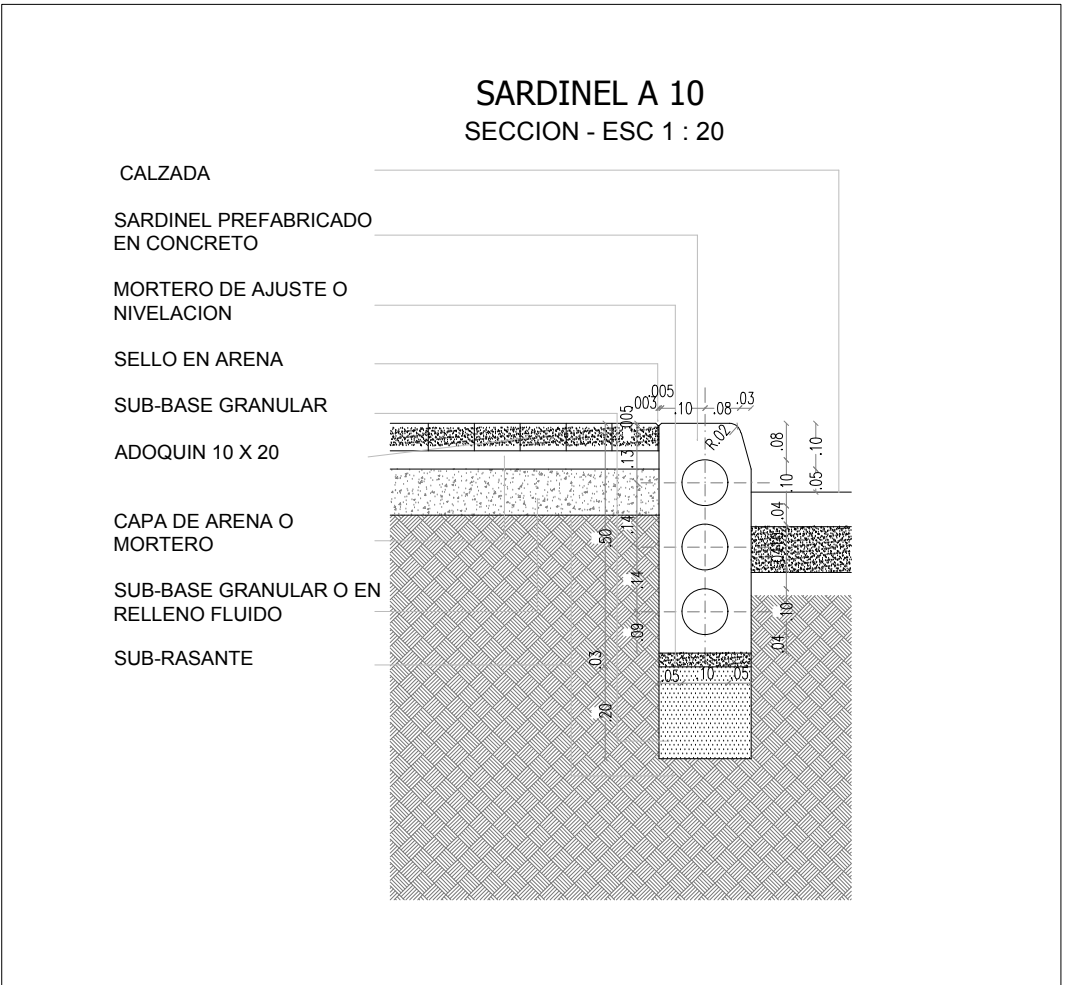 SARDINEL A 10
SECCION - ESC 1 : 20
CALZADA
SARDINEL PREFABRICADO
EN CONCRETO
MORTERO DE AJUSTE O
NIVELACION
SELLO EN ARENA
SUB-BASE GRANULAR
ADOQUIN 10 X 20
CAPA DE ARENA O
MORTERO
SUB-BASE GRANULAR O EN
RELLENO FLUIDO
SUB-RASANTE
.005
.003
.10
.08
.03
.005
R.02
.13
.14
.14
.09
.50
.03
.20
.08
.10
.10
.05
.04
.10
.04
.05
.10
.05